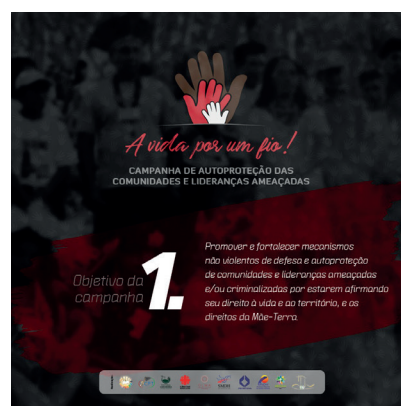 A vida por um fio!
CAMPANHA DE AUTOPROTEÇÃO DAS
COMUNIDADES E LIDERANÇAS AMEAÇADAS
Objetivo da
campanha
1.
Promover e fortalecer mecanismos
não violentos de defesa e autoproteção
de comunidades e lideranças ameaçadas
e/ou criminalizadas por estarem afirmando
seu direito à vida e ao território, e os
direitos da Mãe-Terra.